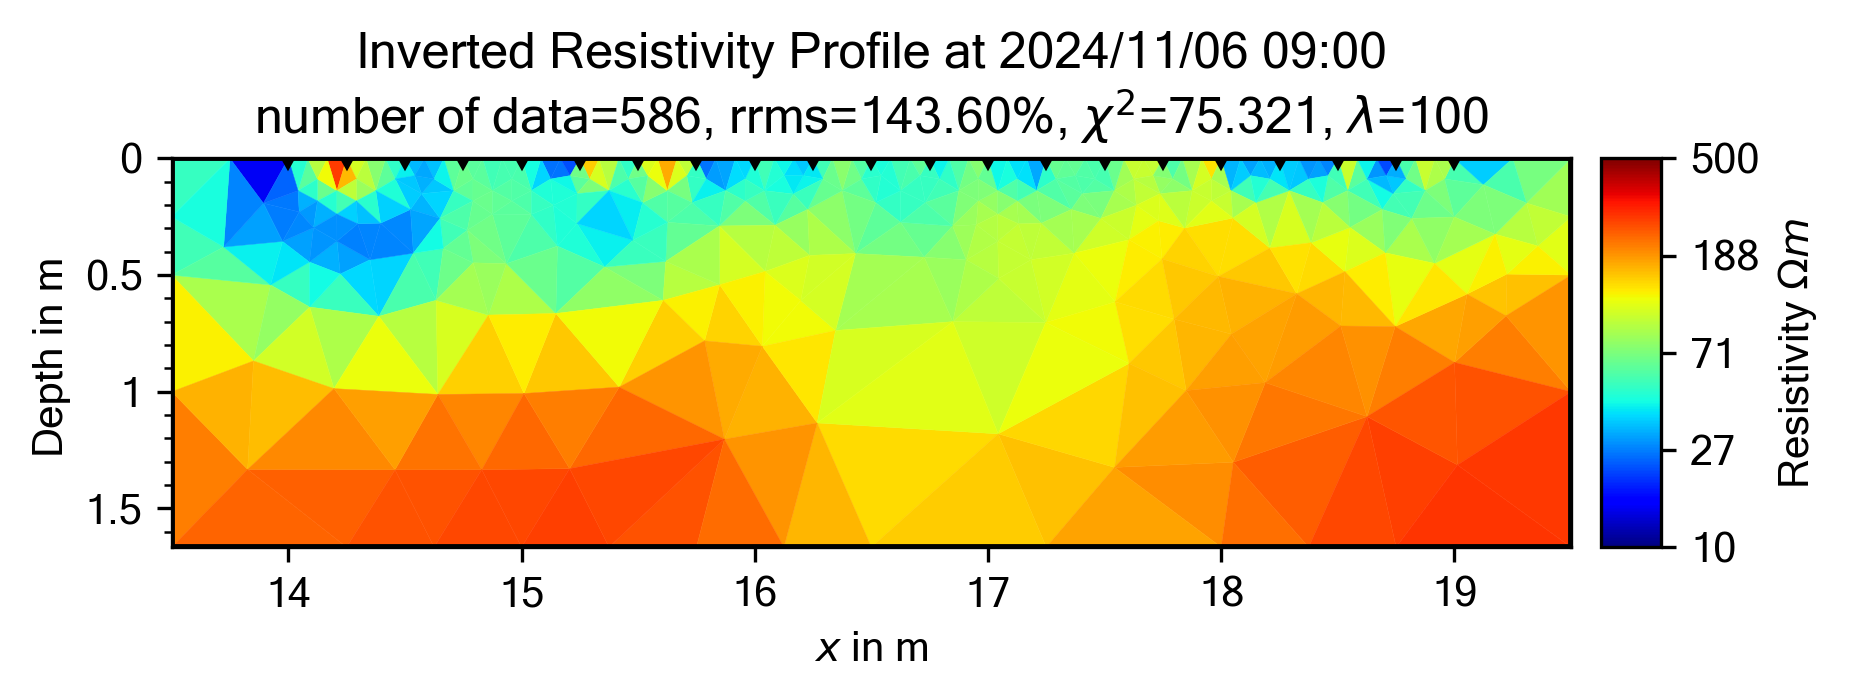 Inverted Resistivity Profile at 2024/11/06 09:00
number of data=586, rrms=143.60%, χ²=75.321, λ=100
0
0.5
1
1.5
Depth in m
14 15 16 17 18 19
x in m
500
188
71
27
10
Resistivity Ωm